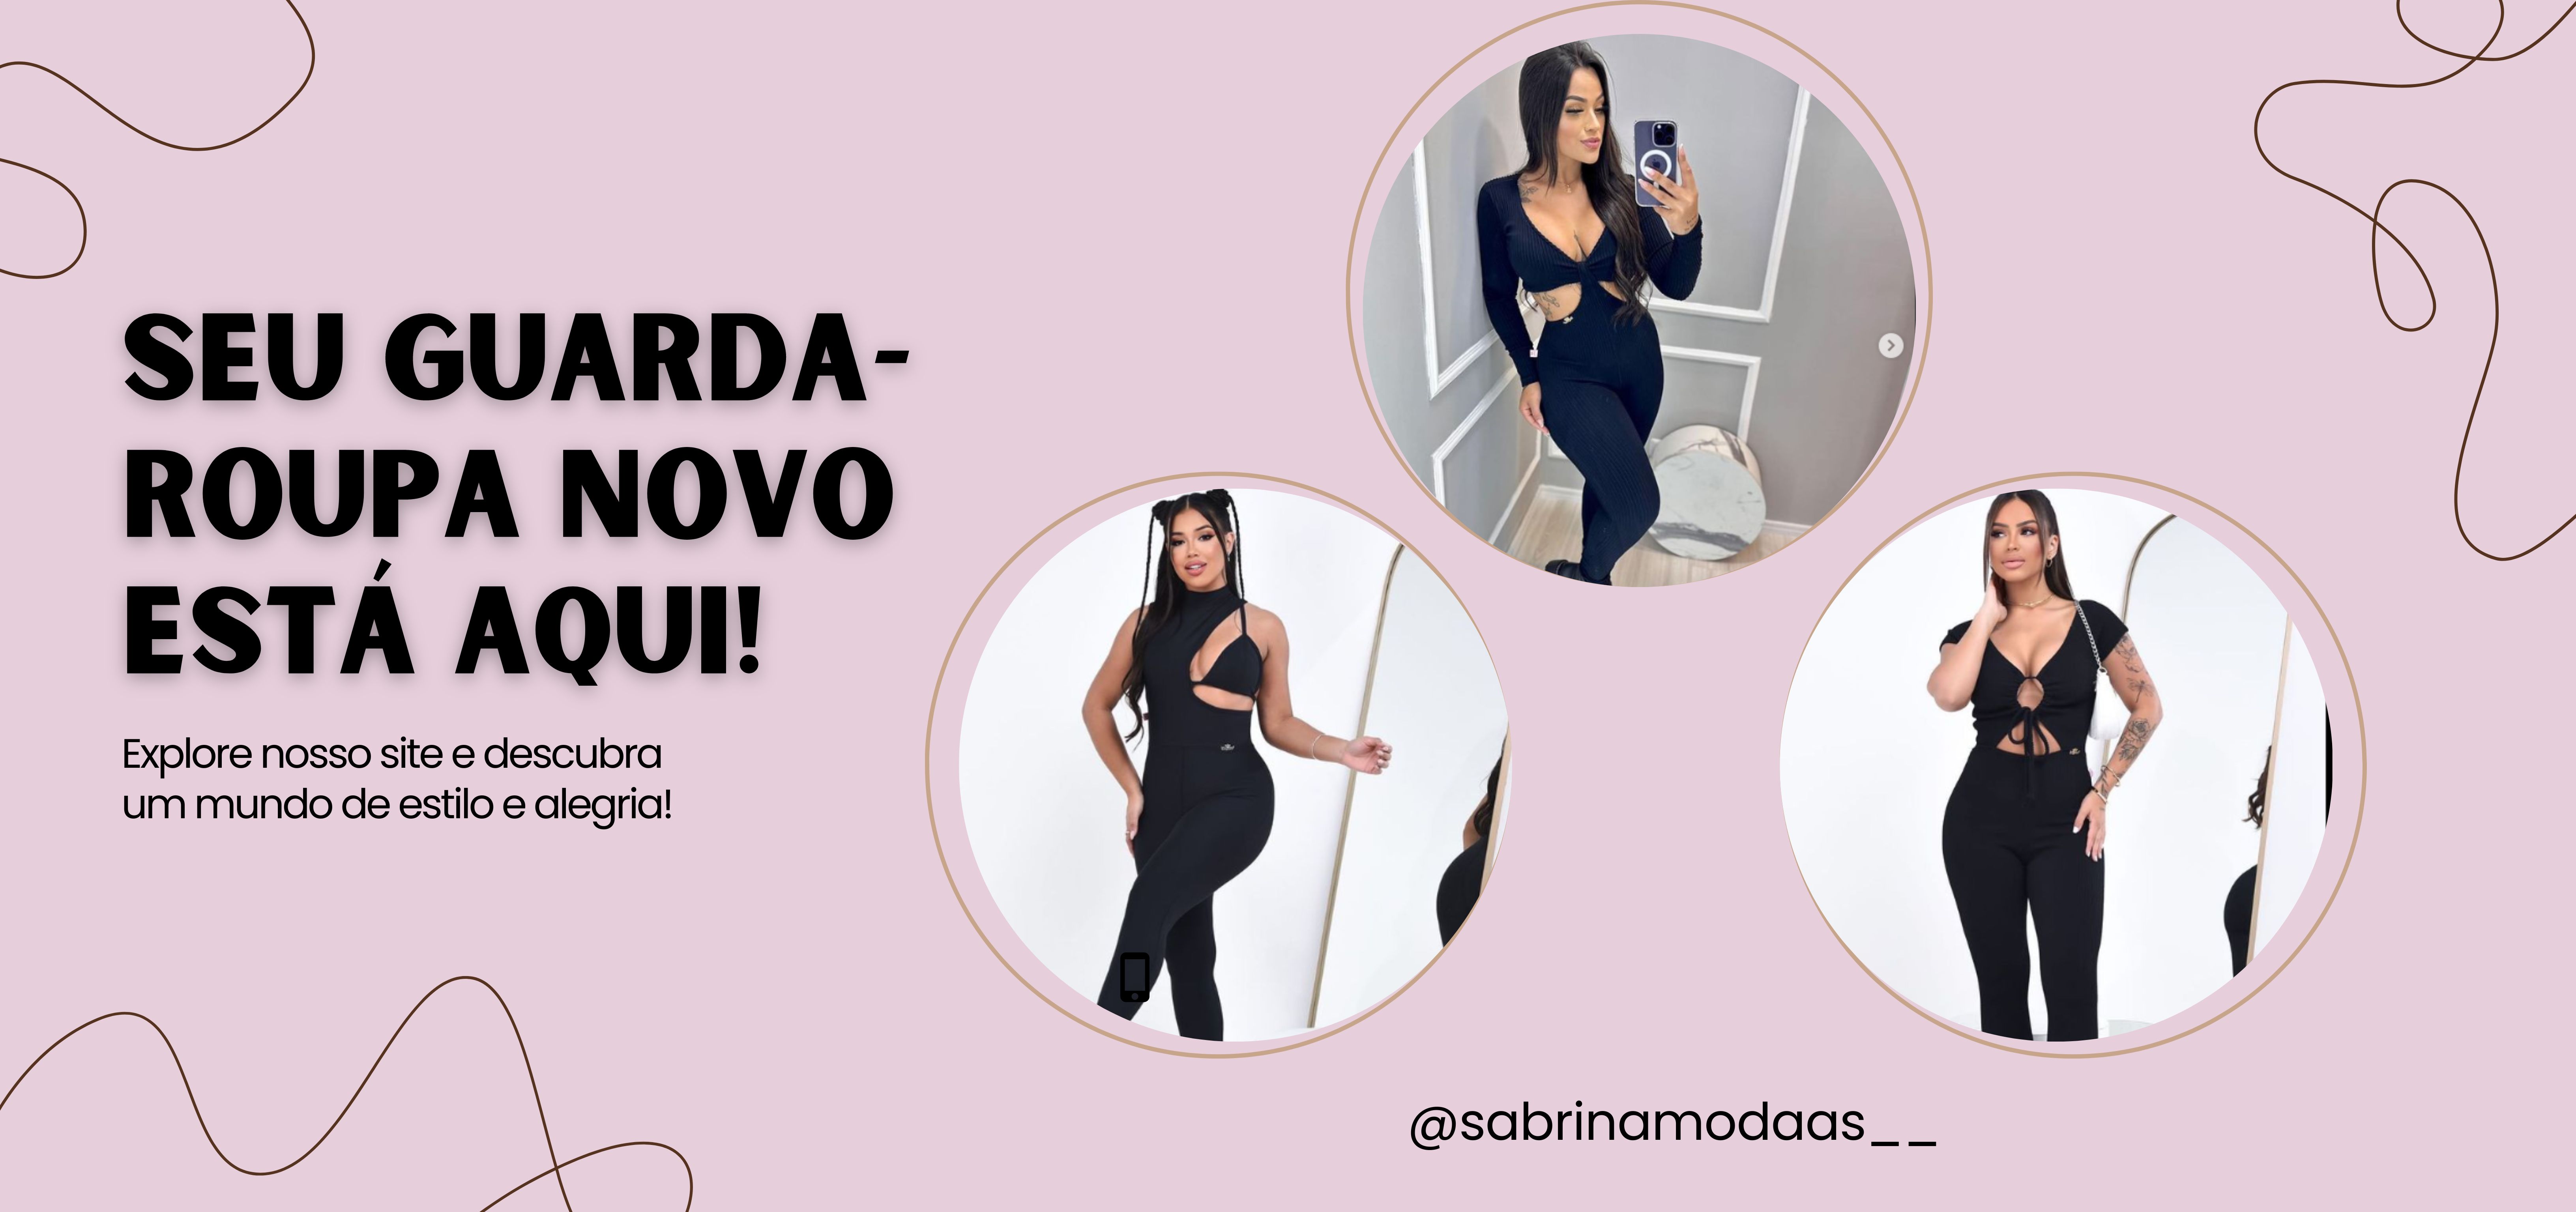 SEU GUARDA-
ROUPA NOVO
ESTÁ AQUI!
Explore nosso site e descubra
um mundo de estilo e alegria!
@sabrinamodaas__